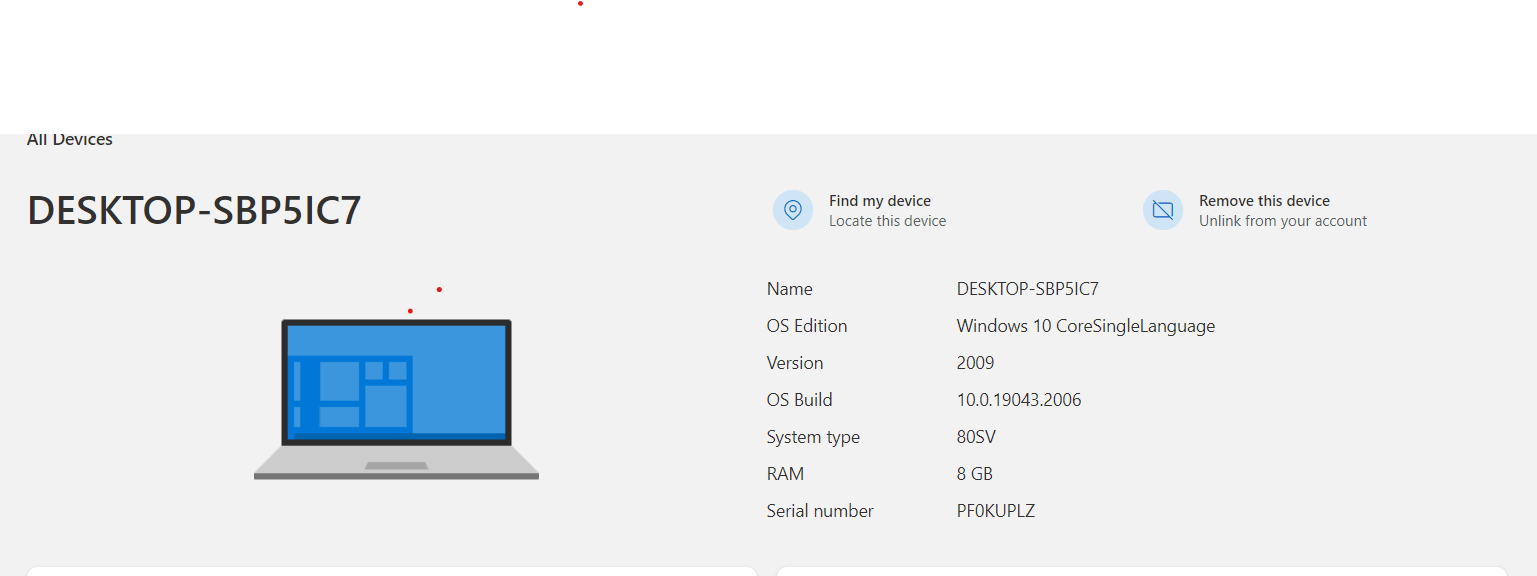 All Devices
DESKTOP-SBP5IC7
Find my device
Locate this device
Remove this device
Unlink from your account
Name DESKTOP-SBP5IC7
OS Edition Windows 10 CoreSingleLanguage
Version 2009
OS Build 10.0.19043.2006
System type 80SV
RAM 8 GB
Serial number PF0KUPLZ